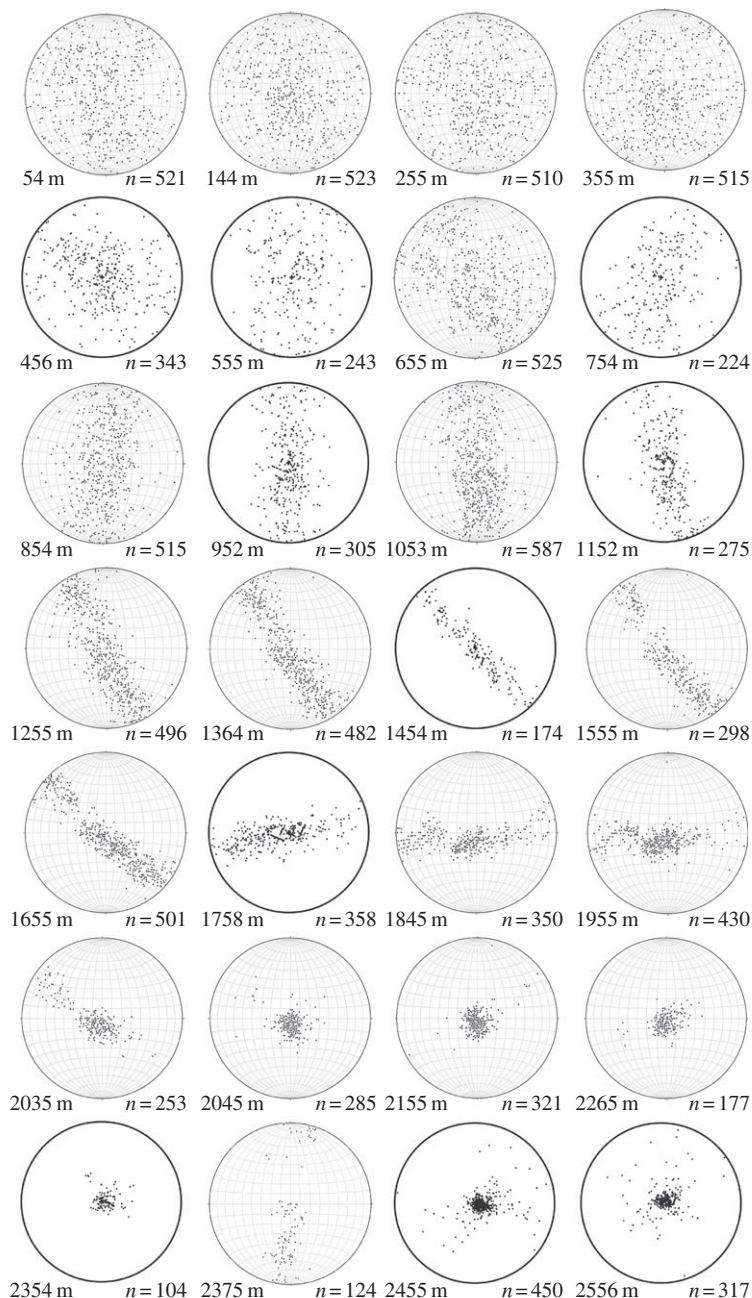 54 m n=521 144 m n=523 255 m n=510 355 m n=515
456 m n=343 555 m n=243 655 m n=525 754 m n=224
854 m n=515 952 m n=305 1053 m n=587 1152 m n=275
1255 m n=496 1364 m n=482 1454 m n=174 1555 m n=298
1655 m n=501 1758 m n=358 1845 m n=350 1955 m n=430
2035 m n=253 2045 m n=285 2155 m n=321 2265 m n=177
2354 m n=104 2375 m n=124 2455 m n=450 2556 m n=317